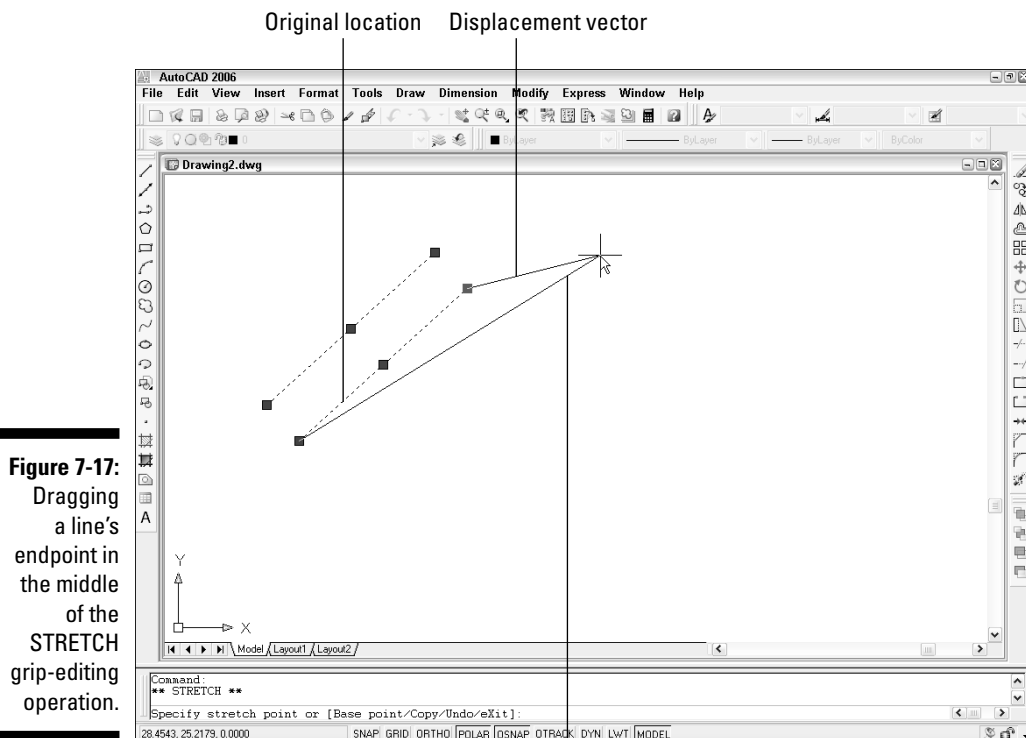 Original location Displacement vector
AutoCAD 2006
File Edit View Insert Format Tools Draw Dimension Modify Express Window Help
0 ByLayer ByLayer ByLayer ByColor
Drawing2.dwg
A
Y
X
Model Layout1 Layout2
Command:
** STRETCH **
Specify stretch point or [Base point/Copy/Undo/eXit]:
28.4543, 25.2179, 0.0000 SNAP GRID ORTHO POLAR OSNAP OTRACK DYN LWT MODEL
Figure 7-17:
Dragging
a line's
endpoint in
the middle
of the
STRETCH
grip-editing
operation.